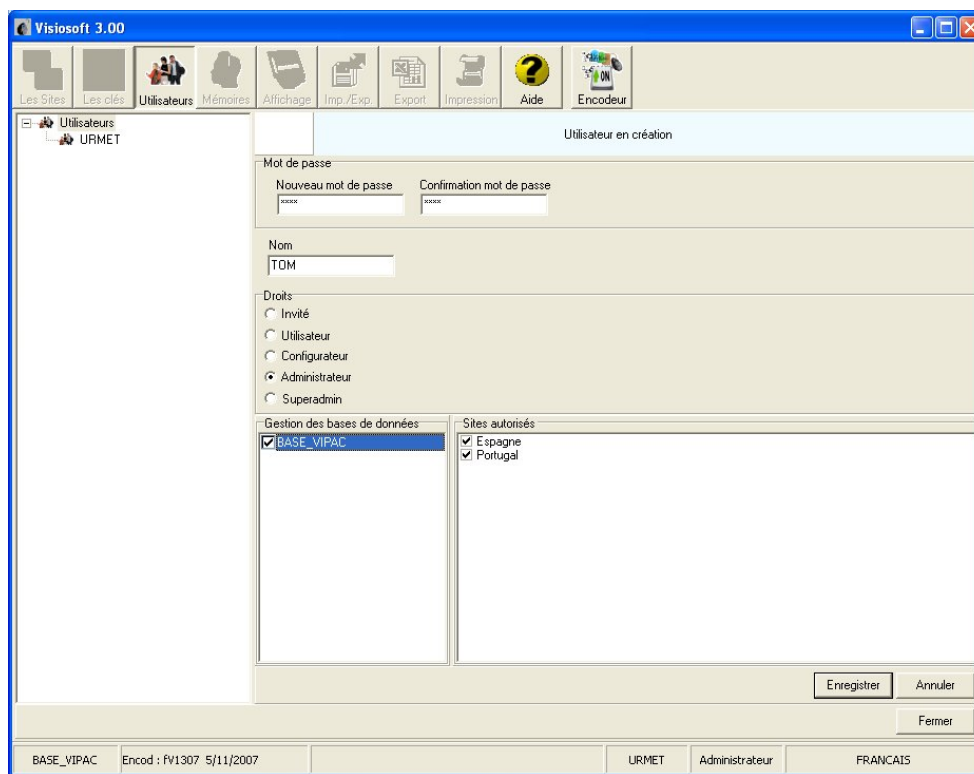 Visiosoft 3.00
Les Sites Les clés Utilisateurs Mémoires Affichage Imp./Exp. Export Impression Aide Encodeur
ON
Utilisateurs
URMET
Utilisateur en création
Mot de passe
Nouveau mot de passe Confirmation mot de passe
**** ****
Nom
TOM
Droits
Invité
Utilisateur
Configurateur
Administrateur
Superadmin
Gestion des bases de données Sites autorisés
BASE_VIPAC Espagne
Portugal
Enregistrer Annuler
Fermer
BASE_VIPAC Encod : fV1307 5/11/2007 URMET Administrateur FRANCAIS